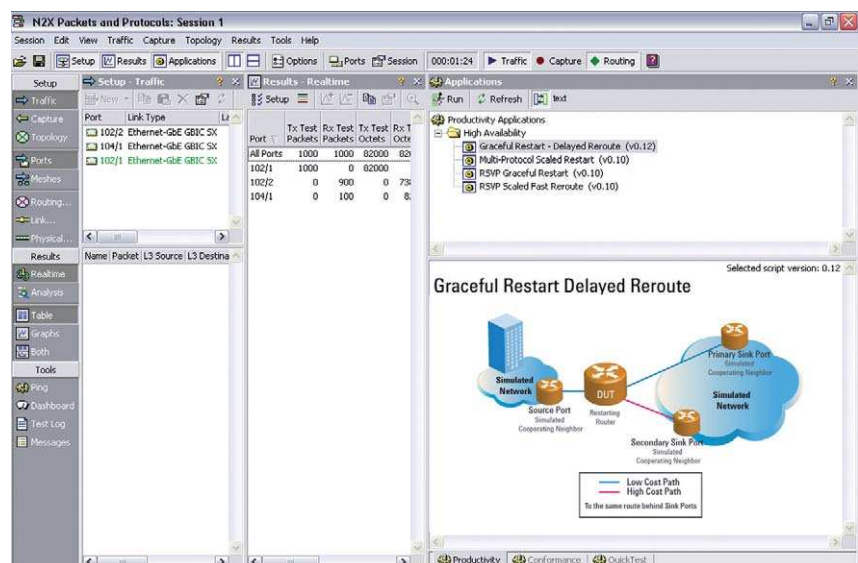 N2X Packets and Protocols: Session 1
Session Edit View Traffic Capture Topology Results Tools Help
Setup Results Applications Options Ports Session 000:01:24 Traffic Capture Routing
Setup
Traffic
Capture
Topology
Ports
Meshes
Routing...
Link...
Physical...
Results
Realtime
Analysis
Table
Graphs
Both
Tools
Ping
Dashboard
Test Log
Messages
Setup - Traffic
New
Port Link Type
102/2 Ethernet-GbE GBIC SX
104/1 Ethernet-GbE GBIC SX
102/1 Ethernet-GbE GBIC SX
Name Packet L3 Source L3 Destina
Results - Realtime
Setup
Tx Test Rx Test Tx Test Rx T
Port Packets Packets Octets Octe
All Ports 1000 1000 82000 820
102/1 1000 0 82000
102/2 0 900 0 738
104/1 0 100 0 8
Applications
Run Refresh text
Productivity Applications
High Availability
Graceful Restart - Delayed Reroute (v0.12)
Multi-Protocol Scaled Restart (v0.10)
RSVP Graceful Restart (v0.10)
RSVP Scaled Fast Reroute (v0.10)
Selected script version: 0.12
Graceful Restart Delayed Reroute
Primary Sink Port
Simulated
Cooperating Neighbor
Simulated
Network
Simulated
Network
DUT
Source Port
Simulated
Cooperating Neighbor
Restarting
Router
Secondary Sink Port
Simulated
Cooperating Neighbor
Low Cost Path
High Cost Path
To the same route behind Sink Ports
Productivity Conformance QuickTest